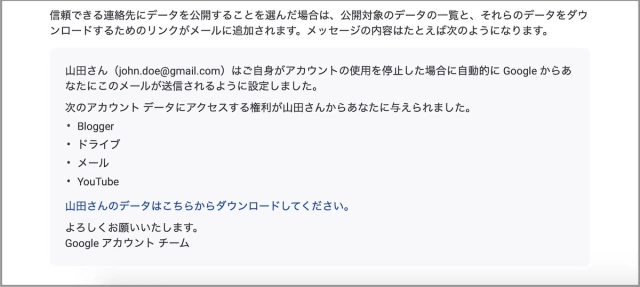 信頼できる連絡先にデータを公開することを選んだ場合は、公開対象のデータの一覧と、それらのデータをダウ
ンロードするためのリンクがメールに追加されます。メッセージの内容はたとえば次のようになります。
山田さん（john.doe@gmail.com）はご自身がアカウントの使用を停止した場合に自動的に Google からあ
なたにこのメールが送信されるように設定しました。
次のアカウント データにアクセスする権利が山田さんからあなたに与えられました。
• Blogger
• ドライブ
• メール
• YouTube
山田さんのデータはこちらからダウンロードしてください。
よろしくお願いいたします。
Google アカウント チーム